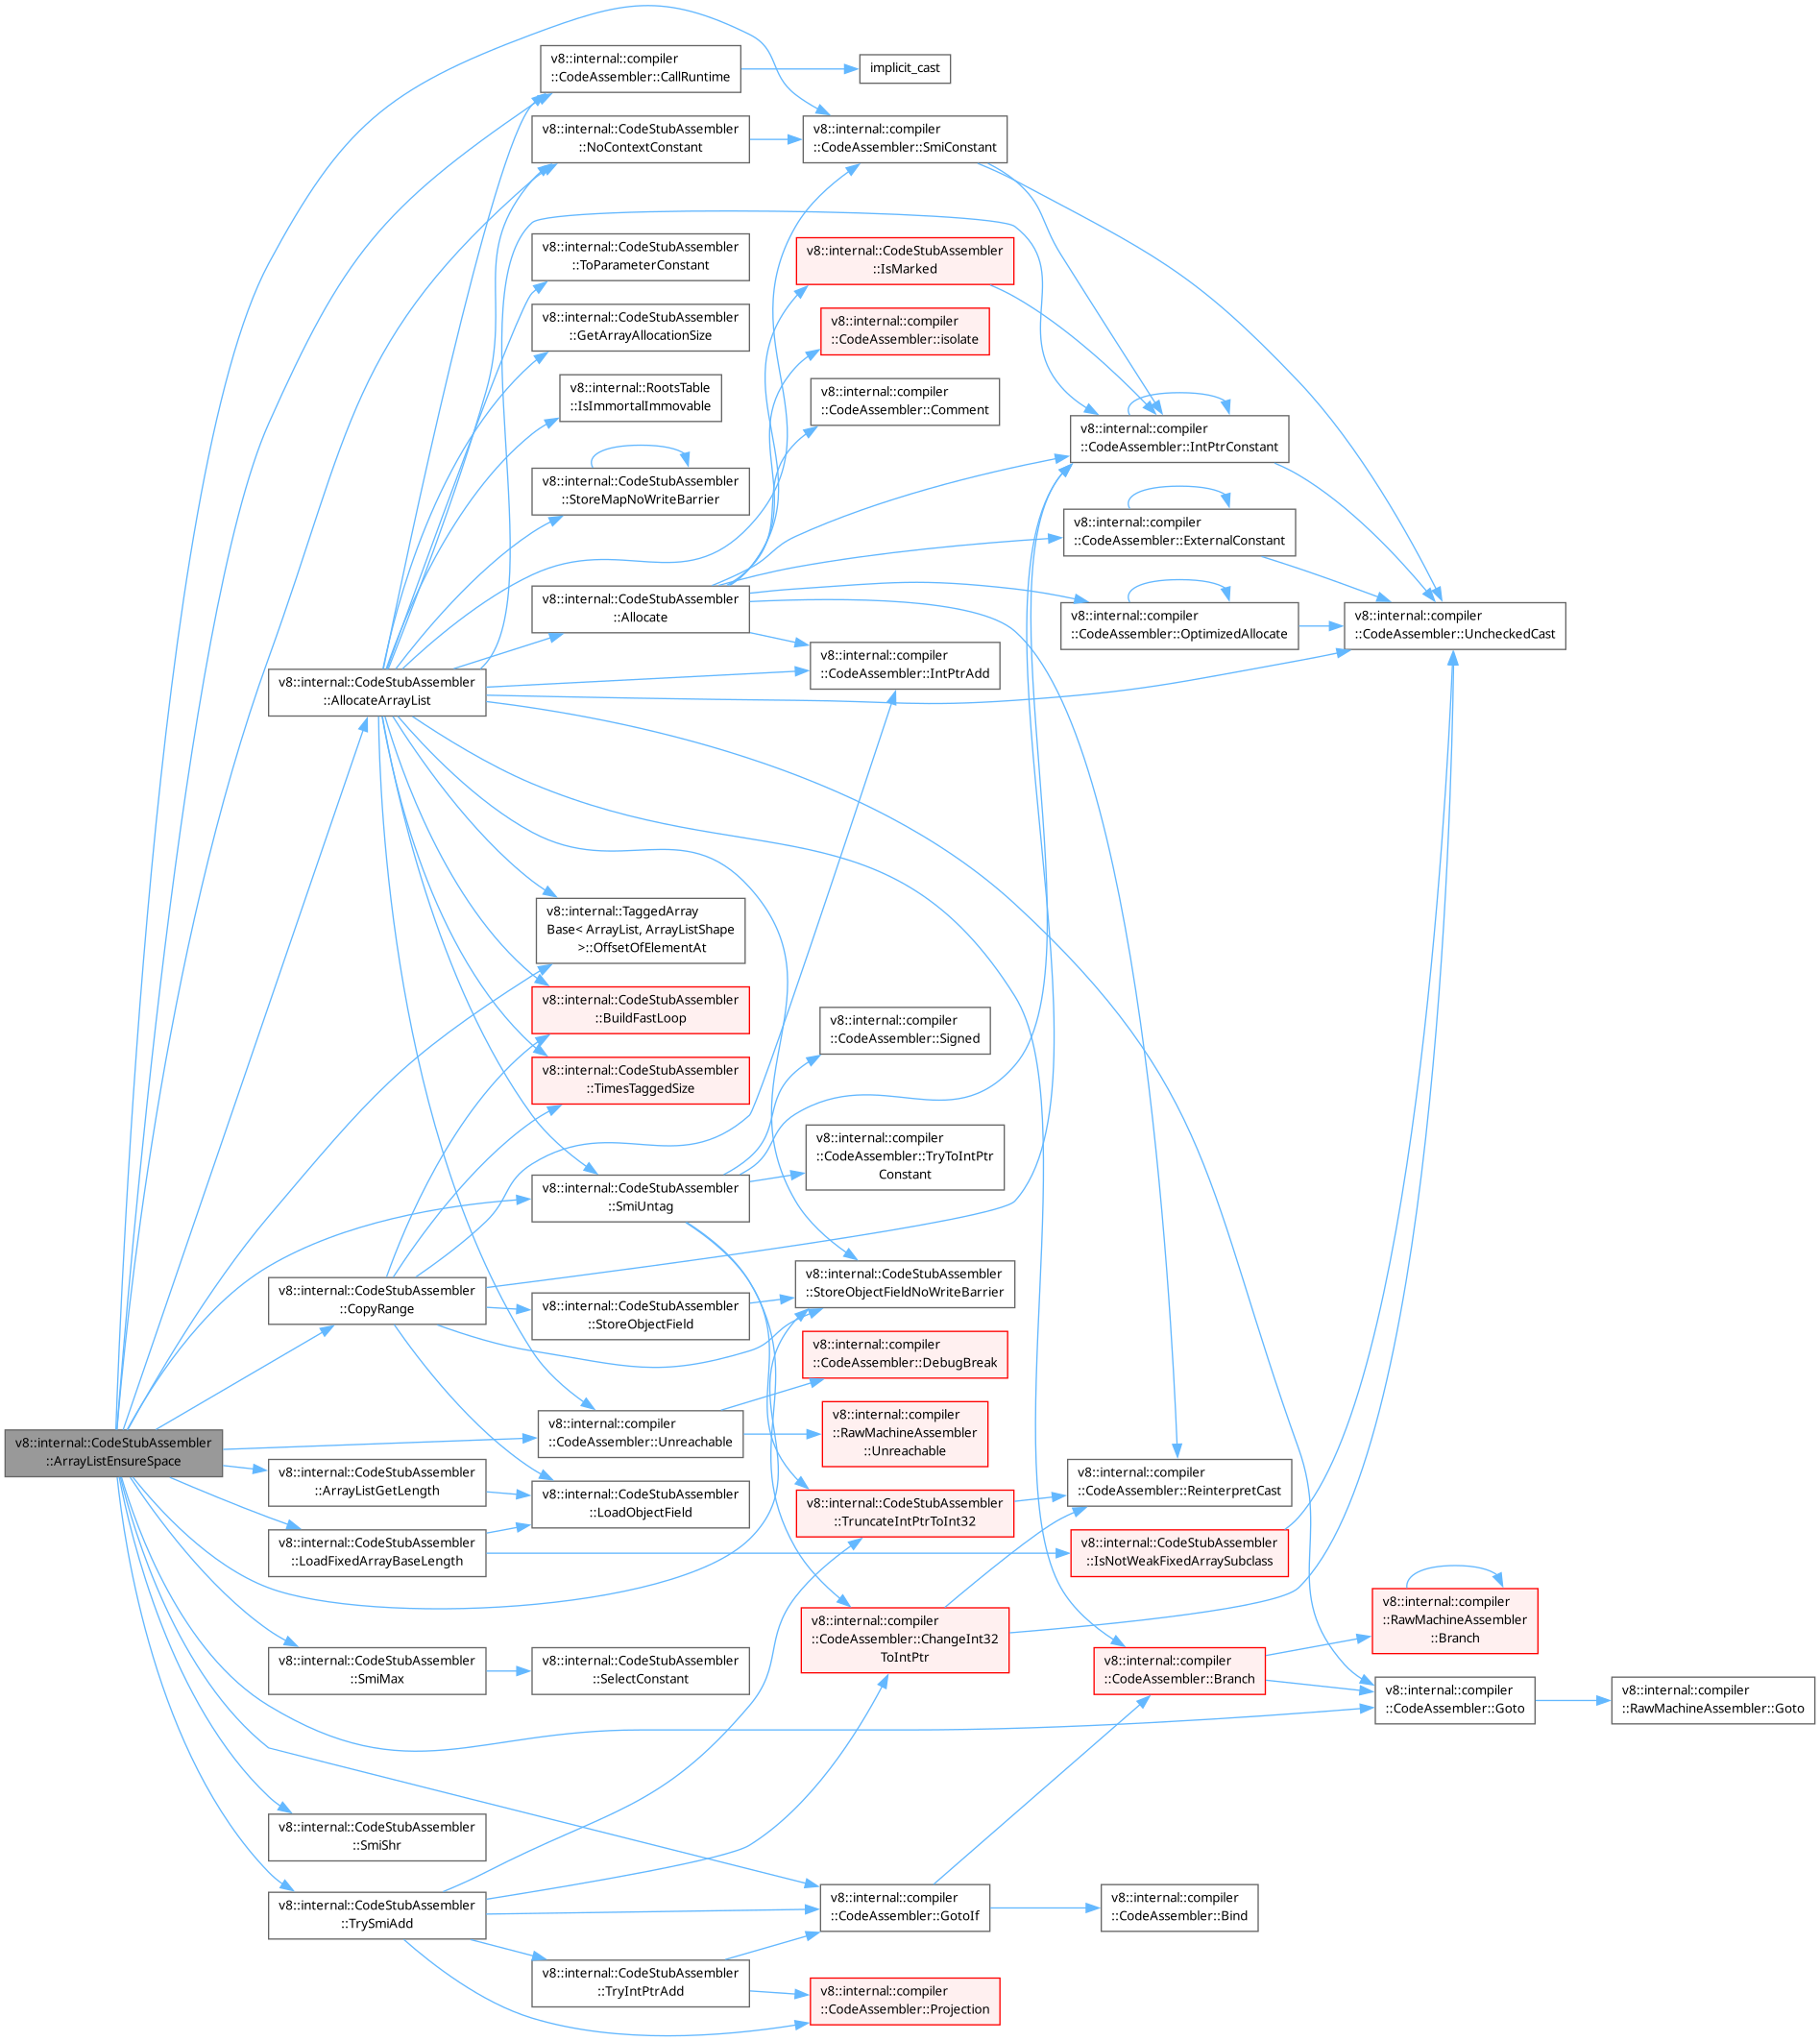 v8::internal::compiler
::CodeAssembler::CallRuntime
implicit_cast
v8::internal::CodeStubAssembler
::NoContextConstant
v8::internal::compiler
::CodeAssembler::SmiConstant
v8::internal::CodeStubAssembler
::ToParameterConstant
v8::internal::CodeStubAssembler
::IsMarked
v8::internal::CodeStubAssembler
::GetArrayAllocationSize
v8::internal::compiler
::CodeAssembler::isolate
v8::internal::RootsTable
::IsImmortalImmovable
v8::internal::compiler
::CodeAssembler::Comment
v8::internal::compiler
::CodeAssembler::IntPtrConstant
v8::internal::CodeStubAssembler
::StoreMapNoWriteBarrier
v8::internal::compiler
::CodeAssembler::ExternalConstant
v8::internal::CodeStubAssembler
::Allocate
v8::internal::compiler
::CodeAssembler::OptimizedAllocate
v8::internal::compiler
::CodeAssembler::UncheckedCast
v8::internal::compiler
::CodeAssembler::IntPtrAdd
v8::internal::CodeStubAssembler
::AllocateArrayList
v8::internal::TaggedArray
Base< ArrayList, ArrayListShape
>::OffsetOfElementAt
v8::internal::CodeStubAssembler
::BuildFastLoop
v8::internal::compiler
::CodeAssembler::Signed
v8::internal::CodeStubAssembler
::TimesTaggedSize
v8::internal::compiler
::CodeAssembler::TryToIntPtr
Constant
v8::internal::CodeStubAssembler
::SmiUntag
v8::internal::CodeStubAssembler
::CopyRange
v8::internal::CodeStubAssembler
::StoreObjectField
v8::internal::CodeStubAssembler
::StoreObjectFieldNoWriteBarrier
v8::internal::compiler
::CodeAssembler::DebugBreak
v8::internal::CodeStubAssembler
::ArrayListEnsureSpace
v8::internal::compiler
::CodeAssembler::Unreachable
v8::internal::compiler
::RawMachineAssembler
::Unreachable
v8::internal::CodeStubAssembler
::ArrayListGetLength
v8::internal::CodeStubAssembler
::LoadObjectField
v8::internal::compiler
::CodeAssembler::ReinterpretCast
v8::internal::CodeStubAssembler
::TruncateIntPtrToInt32
v8::internal::CodeStubAssembler
::LoadFixedArrayBaseLength
v8::internal::CodeStubAssembler
::IsNotWeakFixedArraySubclass
v8::internal::compiler
::RawMachineAssembler
::Branch
v8::internal::compiler
::CodeAssembler::ChangeInt32
ToIntPtr
v8::internal::CodeStubAssembler
::SmiMax
v8::internal::CodeStubAssembler
::SelectConstant
v8::internal::compiler
::CodeAssembler::Branch
v8::internal::compiler
::CodeAssembler::Goto
v8::internal::compiler
::RawMachineAssembler::Goto
v8::internal::CodeStubAssembler
::SmiShr
v8::internal::CodeStubAssembler
::TrySmiAdd
v8::internal::compiler
::CodeAssembler::GotoIf
v8::internal::compiler
::CodeAssembler::Bind
v8::internal::CodeStubAssembler
::TryIntPtrAdd
v8::internal::compiler
::CodeAssembler::Projection